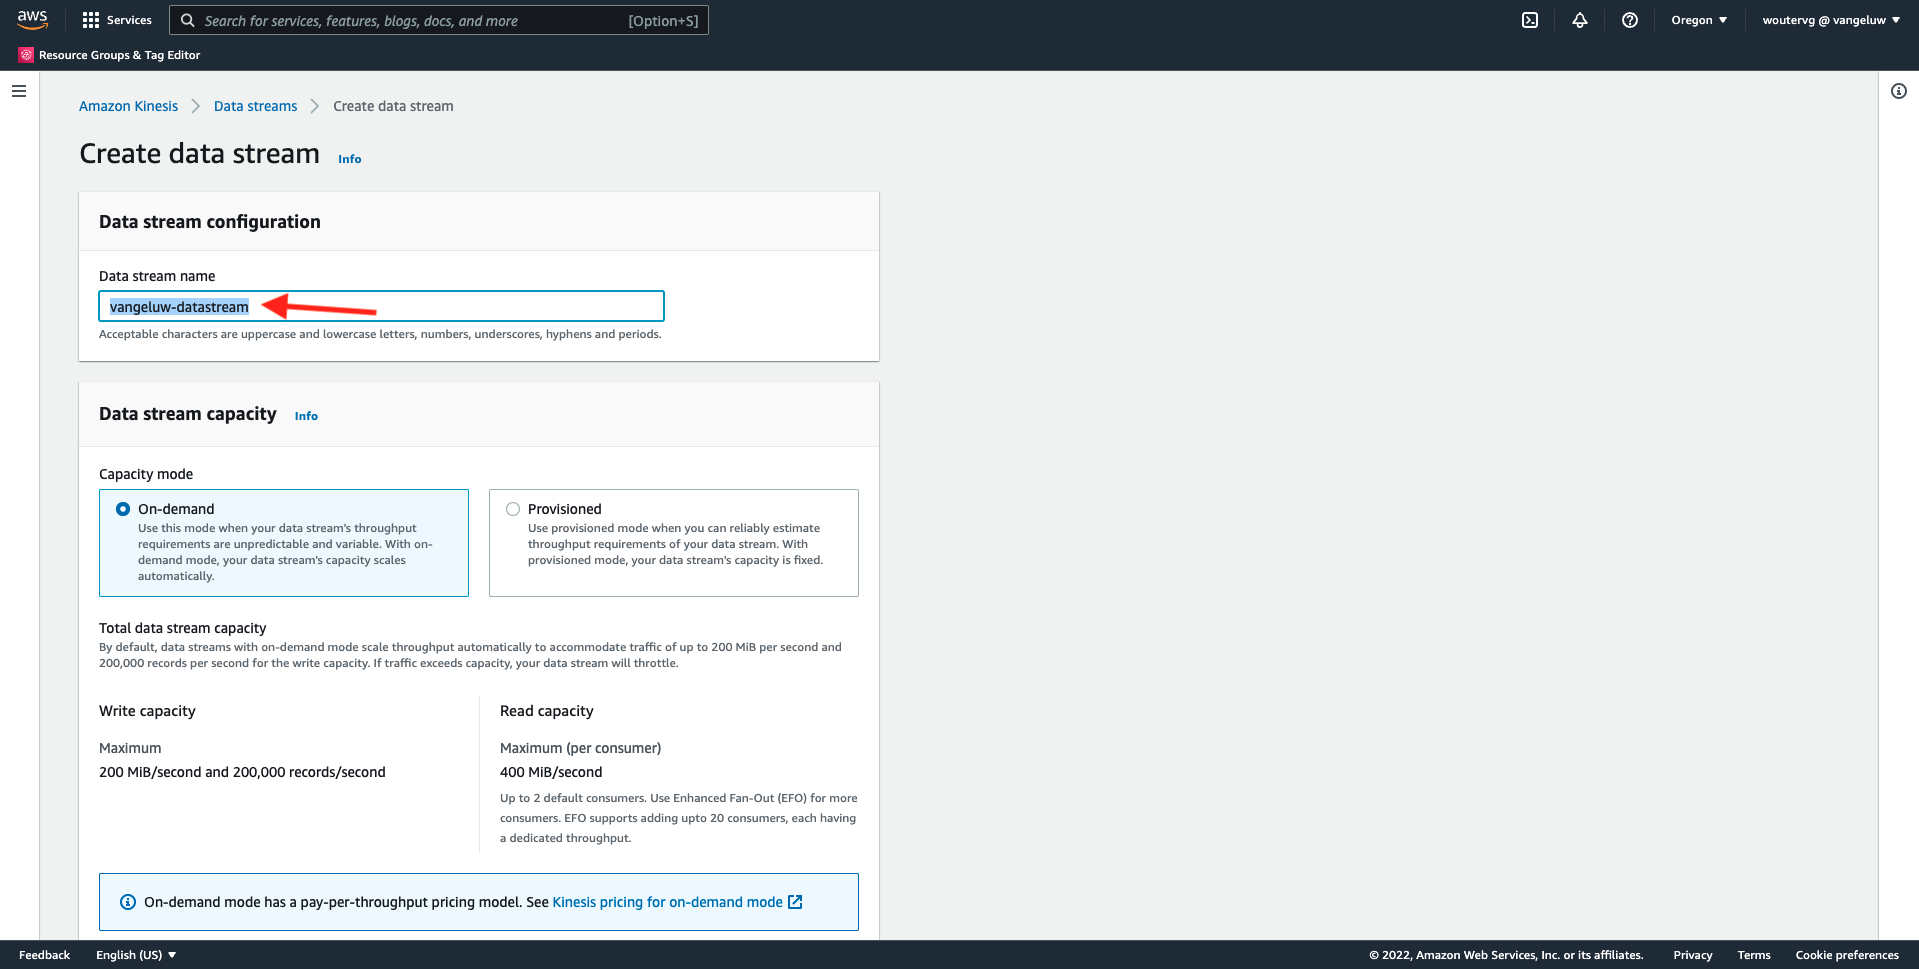 aws
Services
Search for services, features, blogs, docs, and more
[Option+S]
Oregon
woutervg @ vangeluw
Resource Groups & Tag Editor
Amazon Kinesis
Data streams
Create data stream
Create data stream
Info
Data stream configuration
Data stream name
vangeluw-datastream
Acceptable characters are uppercase and lowercase letters, numbers, underscores, hyphens and periods.
Data stream capacity
Info
Capacity mode
On-demand
Use this mode when your data stream's throughput
requirements are unpredictable and variable. With on-
demand mode, your data stream's capacity scales
automatically.
Provisioned
Use provisioned mode when you can reliably estimate
throughput requirements of your data stream. With
provisioned mode, your data stream's capacity is fixed.
Total data stream capacity
By default, data streams with on-demand mode scale throughput automatically to accommodate traffic of up to 200 MiB per second and
200,000 records per second for the write capacity. If traffic exceeds capacity, your data stream will throttle.
Write capacity
Maximum
200 MiB/second and 200,000 records/second
Read capacity
Maximum (per consumer)
400 MiB/second
Up to 2 default consumers. Use Enhanced Fan-Out (EFO) for more
consumers. EFO supports adding upto 20 consumers, each having
a dedicated throughput.
On-demand mode has a pay-per-throughput pricing model. See Kinesis pricing for on-demand mode
Feedback
English (US)
© 2022, Amazon Web Services, Inc. or its affiliates.
Privacy
Terms
Cookie preferences